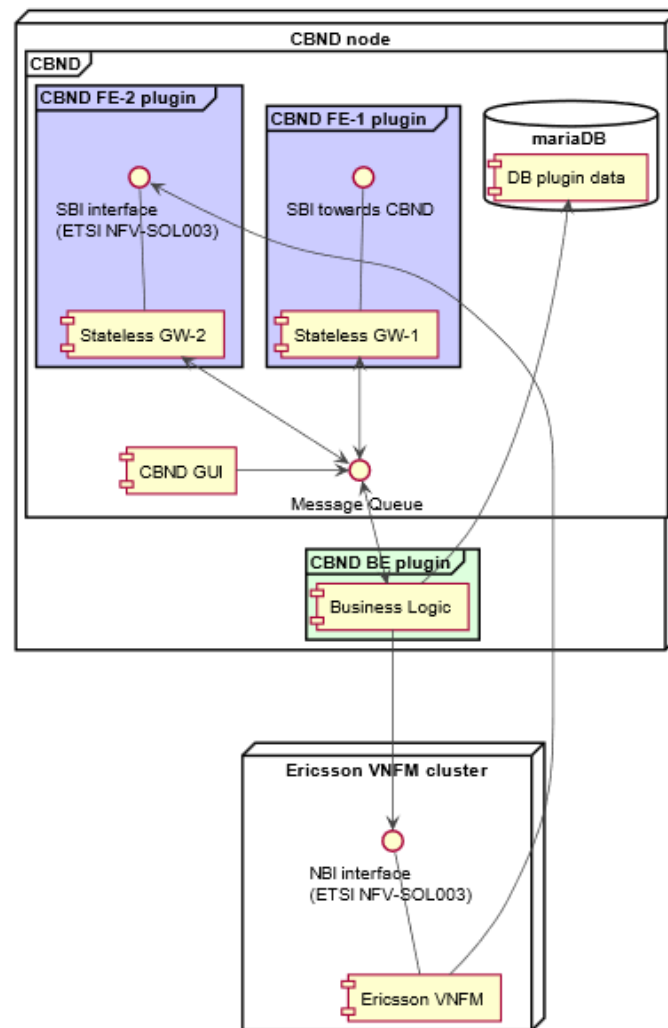 CBND node
CBND
CBND FE-2 plugin
CBND FE-1 plugin
mariaDB
DB plugin data
SBI interface
(ETSI NFV-SOL003)
SBI towards CBND
Stateless GW-2
Stateless GW-1
CBND GUI
Message Queue
CBND BE plugin
Business Logic
Ericsson VNFM cluster
NBI interface
(ETSI NFV-SOL003)
Ericsson VNFM